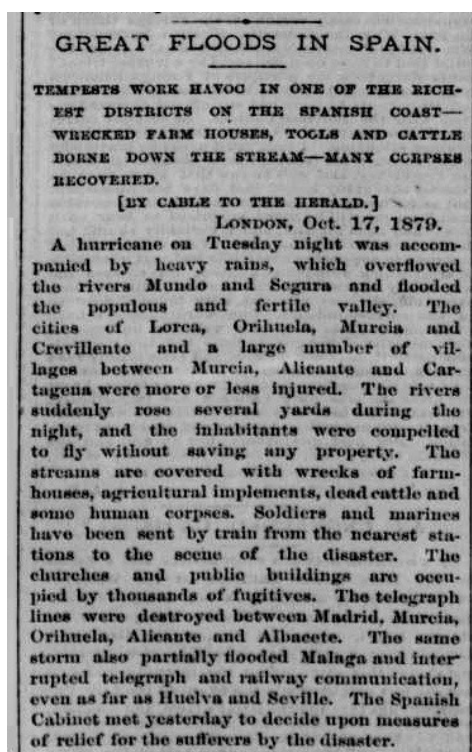 GREAT FLOODS IN SPAIN.
TEMPESTS WORK HAVOC IN ONE OF THE RICH-
EST DISTRICTS ON THE SPANISH COAST—
WRECKED FARM HOUSES, TOOLS AND CATTLE
BORNE DOWN THE STREAM—MANY CORPSES
RECOVERED.
[BY CABLE TO THE HERALD.]
LONDON, Oct. 17, 1879.
A hurricane on Tuesday night was accom-
panied by heavy rains, which overflowed
the rivers Mundo and Segura and flooded
the populous and fertile valley. The
cities of Lorca, Orihuela, Murcia and
Crevillente and a large number of vil-
lages between Murcia, Alicante and Car-
tagena were more or less injured. The rivers
suddenly rose several yards during the
night, and the inhabitants were compelled
to fly without saving any property. The
streams are covered with wrecks of farm-
houses, agricultural implements, dead cattle and
some human corpses. Soldiers and marines
have been sent by train from the nearest sta-
tions to the scene of the disaster. The
churches and public buildings are occu-
pied by thousands of fugitives. The telegraph
lines were destroyed between Madrid, Murcia,
Orihuela, Alicante and Albacete. The same
storm also partially flooded Malaga and inter-
rupted telegraph and railway communication,
even as far as Huelva and Seville. The Spanish
Cabinet met yesterday to decide upon measures
of relief for the sufferers by the disaster.